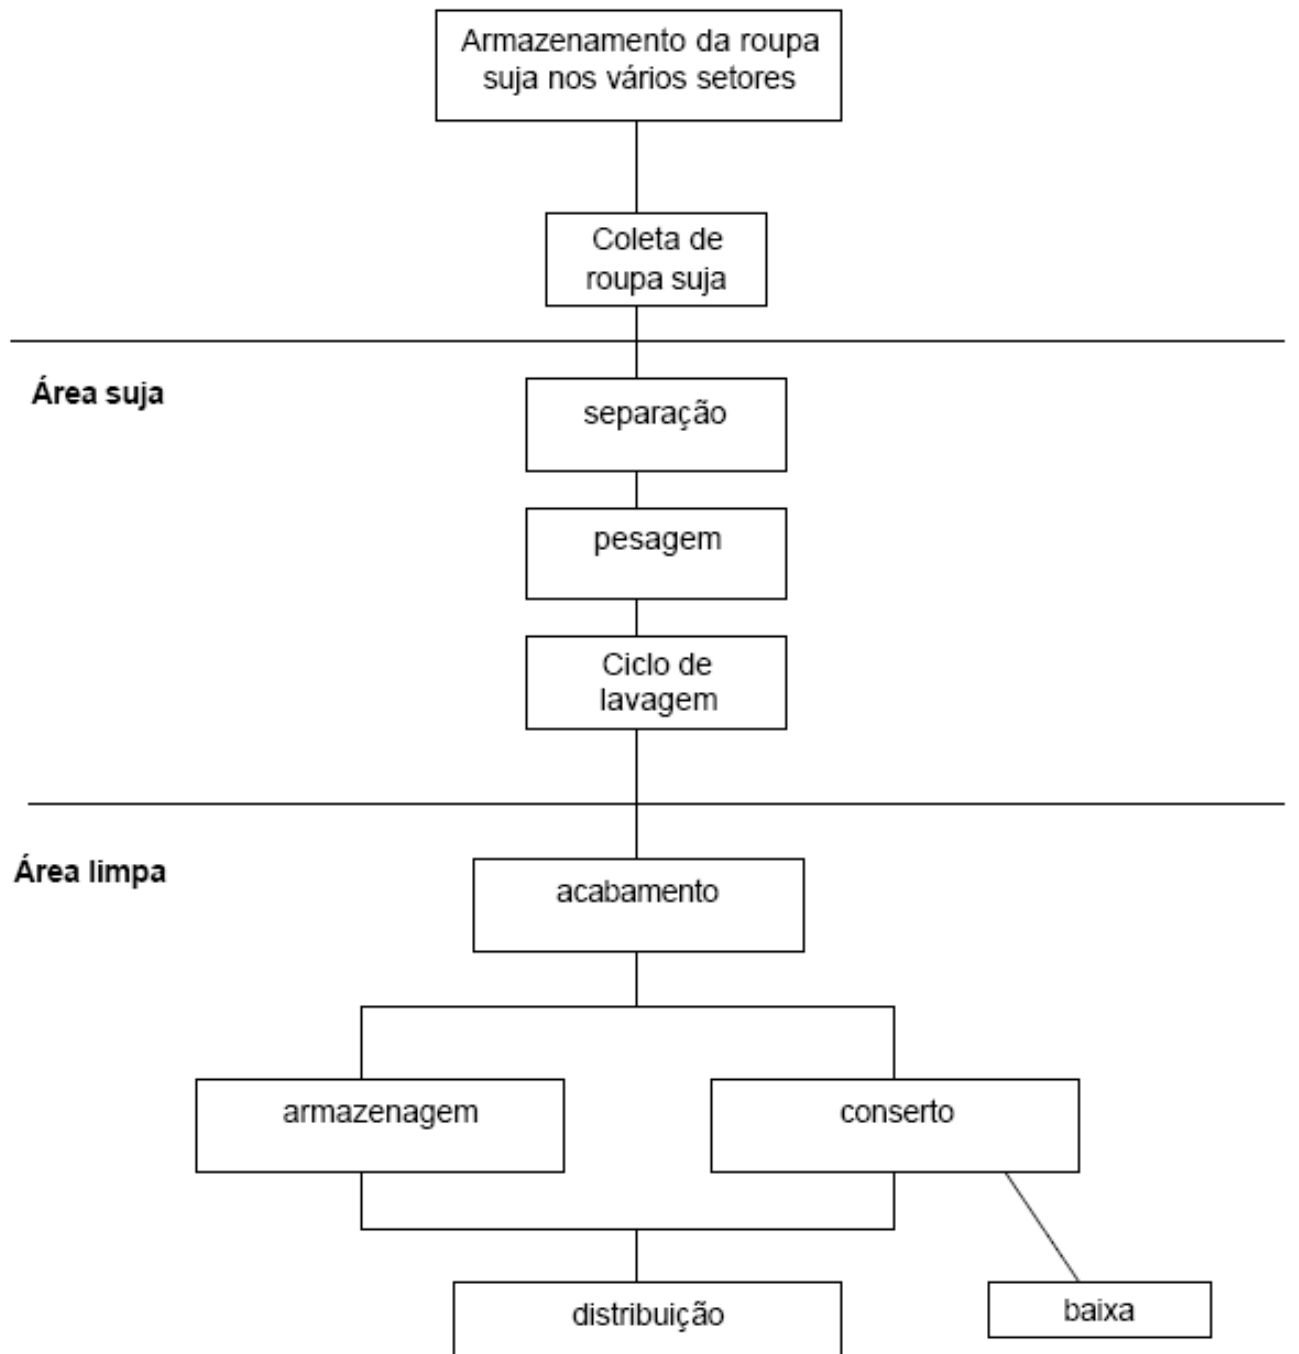 Armazenamento da roupa
suja nos vários setores
Coleta de
roupa suja
Área suja
separação
pesagem
Ciclo de
lavagem
Área limpa
acabamento
armazenagem
conserto
distribuição
baixa